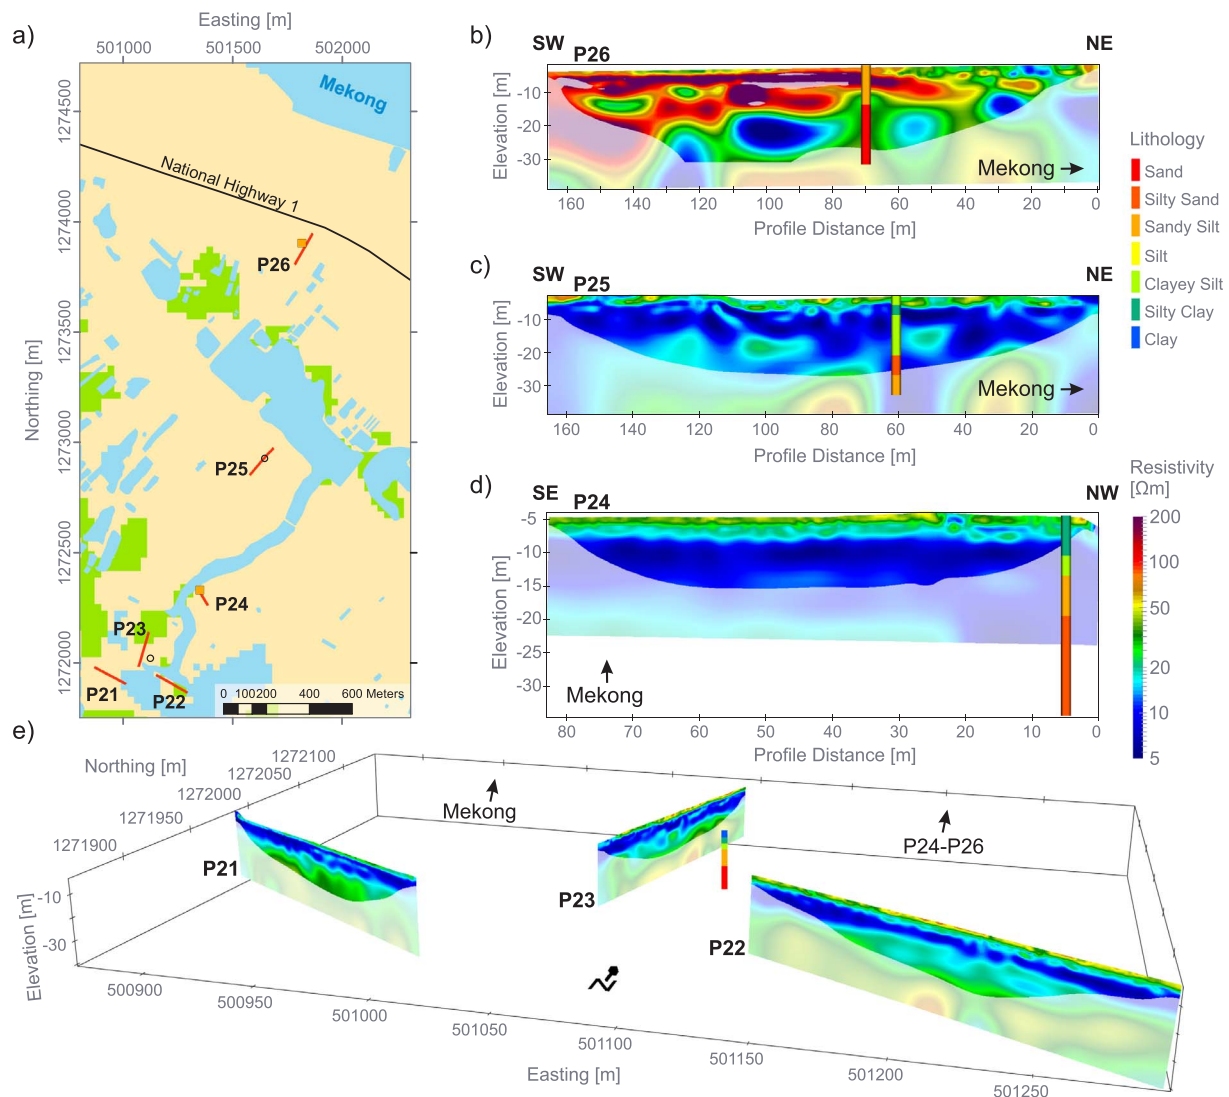 a)
Easting [m]
501000
501500
502000
Northing [m]
1274500
1274000
1273500
1273000
1272500
1272000
Mekong
National Highway 1
P26
P25
P24
P23
P21
P22
0 100 200 400 600 Meters
b)
SW P26 NE
Elevation [m]
-10
-20
-30
Mekong
160 140 120 100 80 60 40 20 0
Profile Distance [m]
c)
SW P25 NE
Elevation [m]
-10
-20
-30
Mekong
160 140 120 100 80 60 40 20 0
Profile Distance [m]
d)
SE P24 NW
Elevation [m]
-5
-10
-15
-20
-25
-30
Mekong
80 70 60 50 40 30 20 10 0
Profile Distance [m]
Lithology
Sand
Silty Sand
Sandy Silt
Silt
Clayey Silt
Silty Clay
Clay
Resistivity
[Ωm]
200
100
50
20
10
5
e)
Northing [m]
1272100
1272050
1272000
1271950
1271900
Mekong
P24-P26
P21
P23
P22
Elevation [m]
-10
-30
500900
500950
501000
501050
501100
501150
501200
501250
Easting [m]